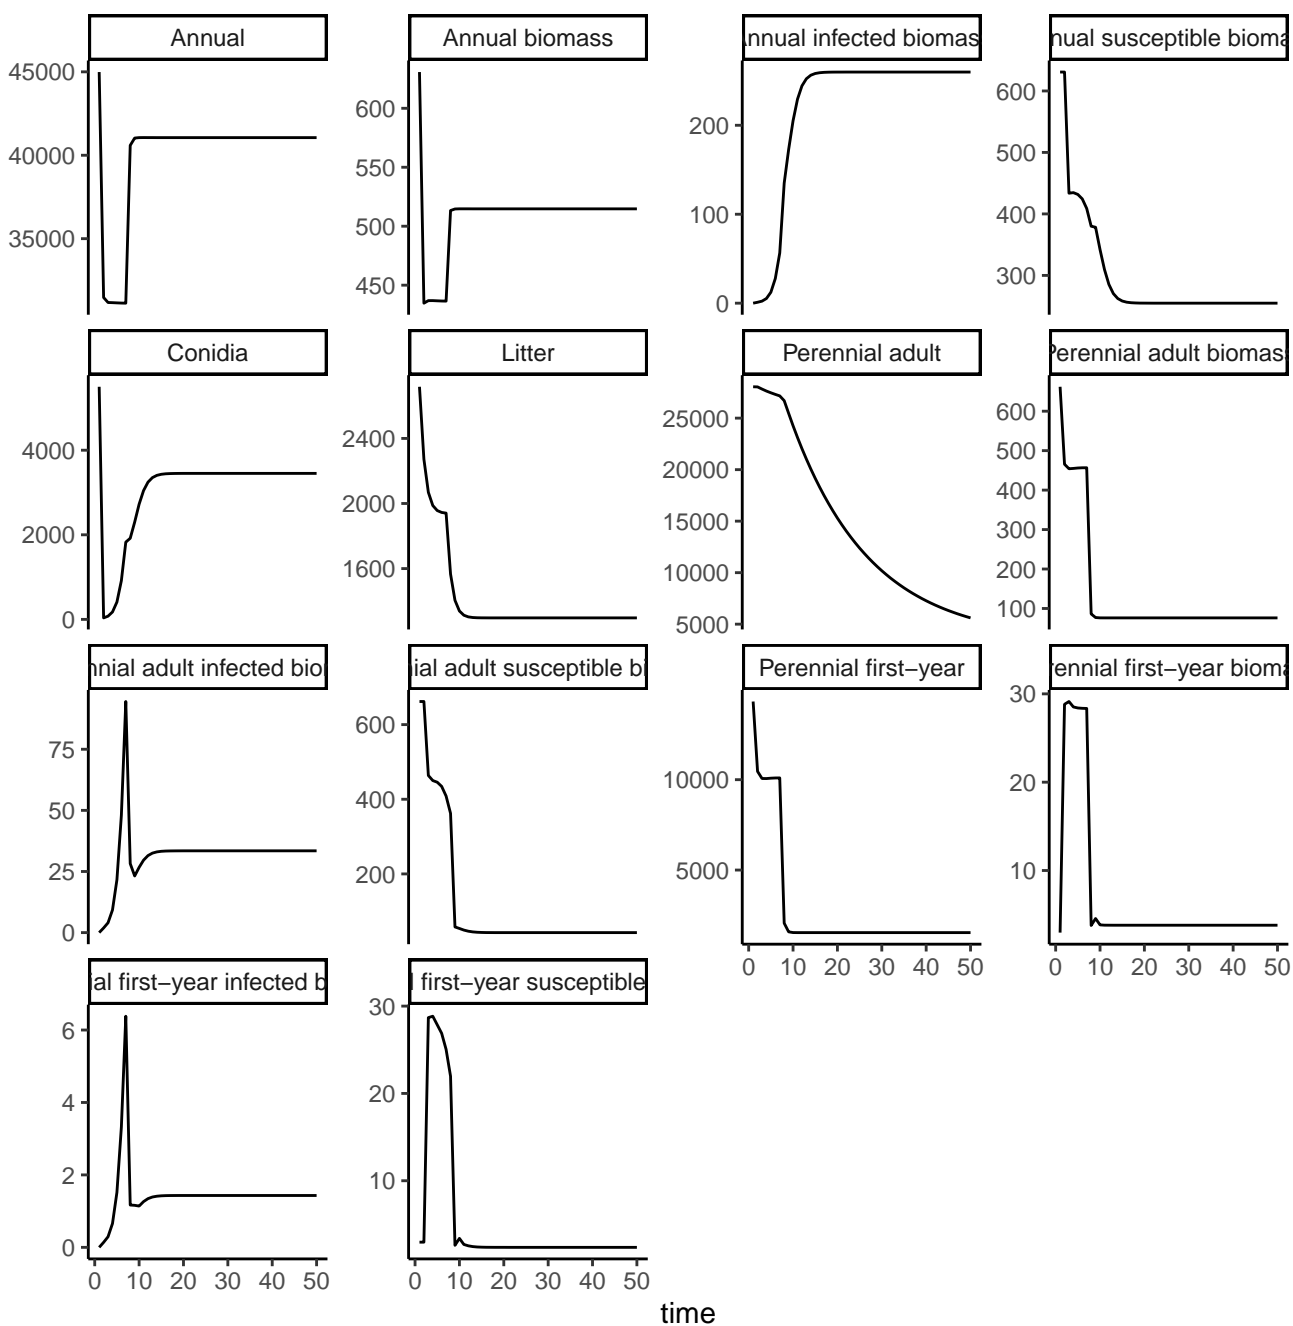 Annual
Annual biomass
nnual infected biomas
nual susceptible bioma
45000
40000
35000
600
550
500
450
200
100
0
600
500
400
300
Conidia
Litter
Perennial adult
Perennial adult biomass
4000
2000
0
2400
2000
1600
25000
20000
15000
10000
5000
600
500
400
300
200
100
nnial adult infected bio
ial adult susceptible bi
Perennial first−year
rennial first−year bioma
75
50
25
0
600
400
200
10000
5000
30
20
10
0 10 20 30 40 50
0 10 20 30 40 50
ial first−year infected b
first−year susceptible
6
4
2
0
30
20
10
0 10 20 30 40 50
0 10 20 30 40 50
time